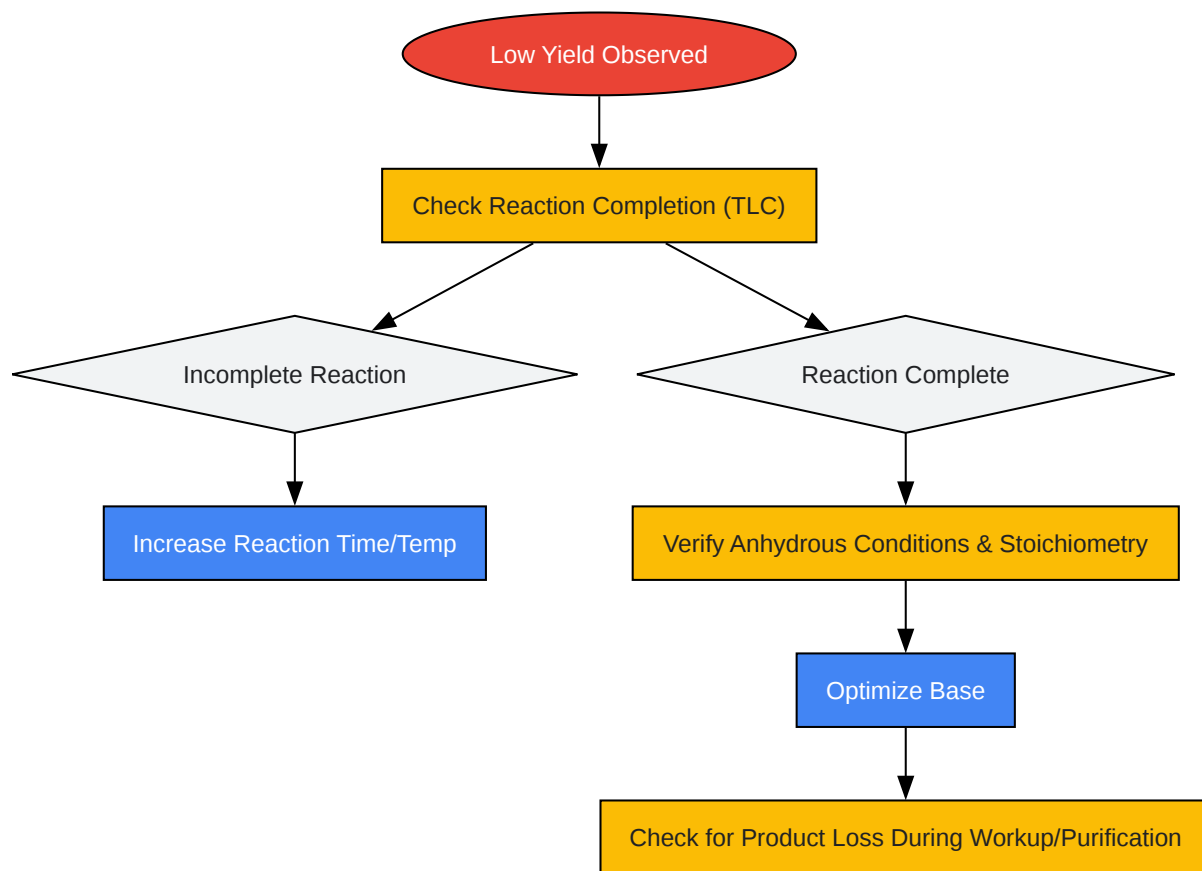 Low Yield Observed
Check Reaction Completion (TLC)
Incomplete Reaction
Reaction Complete
Increase Reaction Time/Temp
Verify Anhydrous Conditions & Stoichiometry
Optimize Base
Check for Product Loss During Workup/Purification